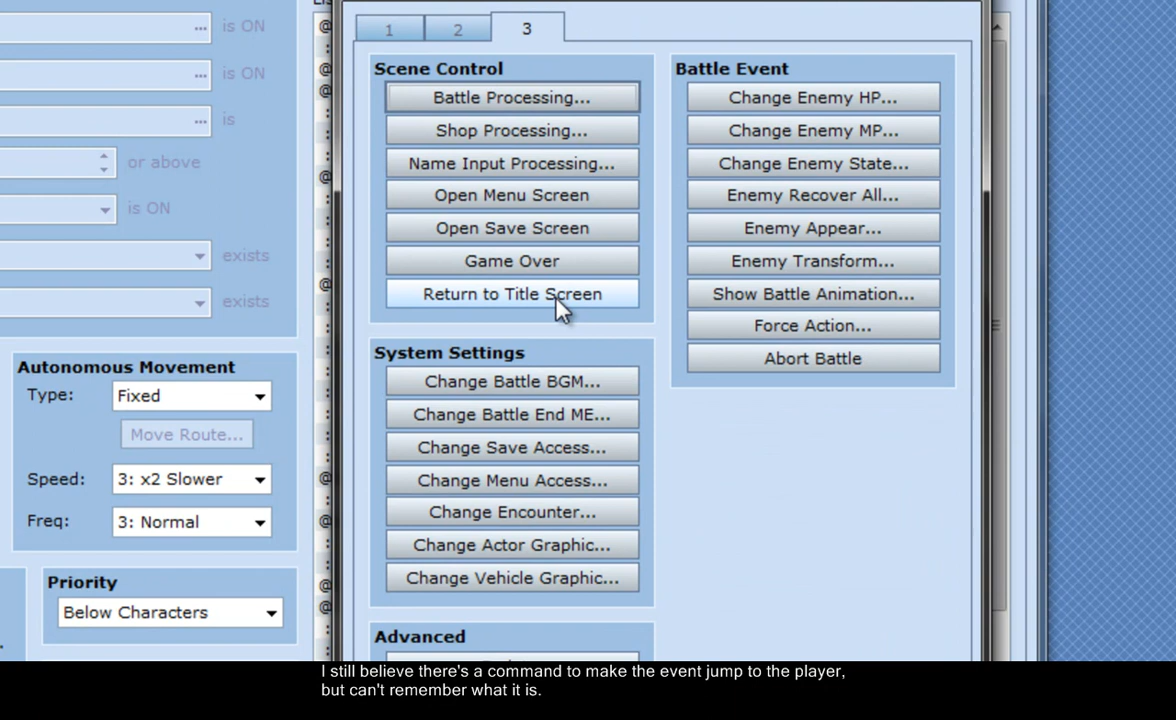 is ON
is ON
is
or above
is ON
exists
exists
Autonomous Movement
Type: Fixed
Move Route...
Speed: 3: x2 Slower
Freq: 3: Normal
Priority
Below Characters
1 2 3
Scene Control
Battle Processing...
Shop Processing...
Name Input Processing...
Open Menu Screen
Open Save Screen
Game Over
Return to Title Screen
System Settings
Change Battle BGM...
Change Battle End ME...
Change Save Access...
Change Menu Access...
Change Encounter...
Change Actor Graphic...
Change Vehicle Graphic...
Advanced
Battle Event
Change Enemy HP...
Change Enemy MP...
Change Enemy State...
Enemy Recover All...
Enemy Appear...
Enemy Transform...
Show Battle Animation...
Force Action...
Abort Battle
I still believe there's a command to make the event jump to the player,
but can't remember what it is.